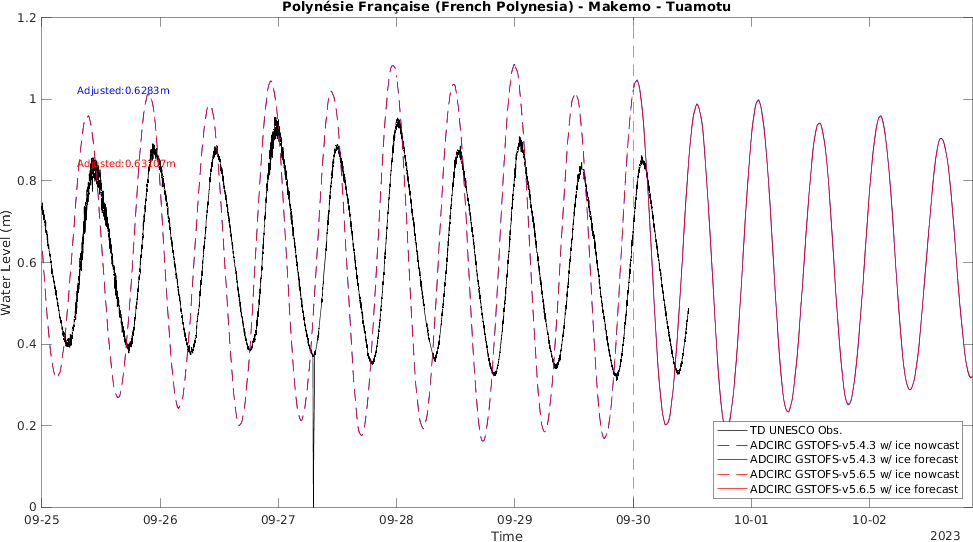 Polynésie Française (French Polynesia) - Makemo - Tuamotu
1.2
1
0.8
0.6
0.4
0.2
0
Water Level (m)
Adjusted:0.6283m
Adjusted:0.63107m
TD UNESCO Obs.
ADCIRC GSTOFS-v5.4.3 w/ ice nowcast
ADCIRC GSTOFS-v5.4.3 w/ ice forecast
ADCIRC GSTOFS-v5.6.5 w/ ice nowcast
ADCIRC GSTOFS-v5.6.5 w/ ice forecast
09-25 09-26 09-27 09-28 09-29 09-30 10-01 10-02
Time
2023